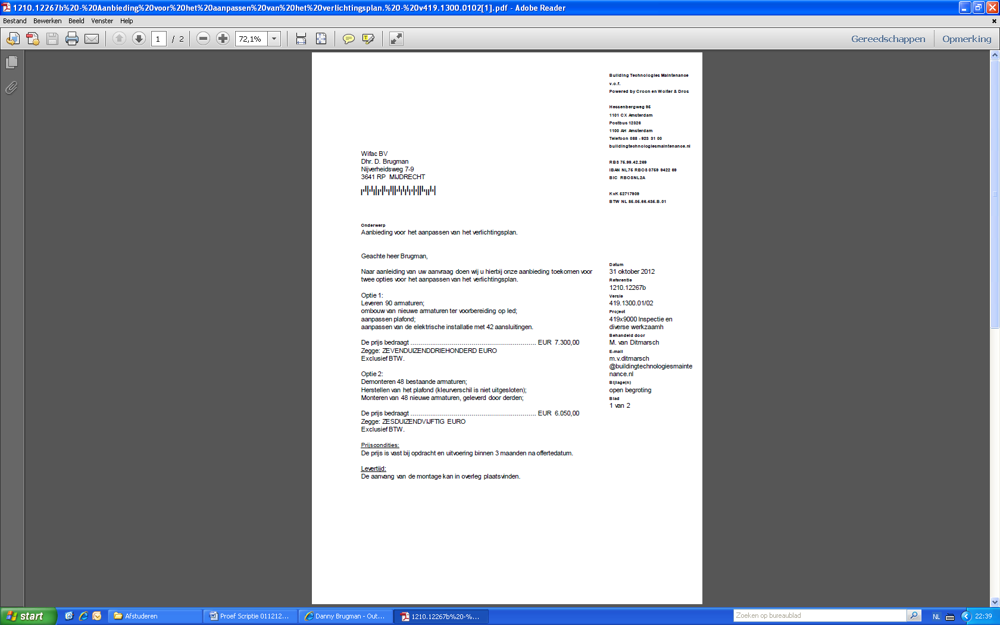 1210.12267b%20-%20Aanbieding%20voor%20het%20aanpassen%20van%20het%20verlichtingsplan.%20-%20v419.1300.0102[1].pdf - Adobe Reader
Bestand Bewerken Beeld Venster Help
1 / 2 72,1% Gereedschappen Opmerking
Building Technologies Maintenance
v.o.f.
Powered by Croon en Wolter & Dros
Hessenbergweg 95
1101 CX Amsterdam
Postbus 12326
1100 AH Amsterdam
Telefoon 088 - 923 31 00
buildingtechnologiesmaintenance.nl
RBS 75.99.42.269
IBAN NL75 RBOS 0759 9422 69
BIC RBOSNL2A
KvK 52717909
BTW NL 85.05.66.435.B.01
Wifac BV
Dhr. D. Brugman
Nijverheidsweg 7-9
3641 RP MIJDRECHT
Onderwerp
Aanbieding voor het aanpassen van het verlichtingsplan.
Geachte heer Brugman,
Naar aanleiding van uw aanvraag doen wij u hierbij onze aanbieding toekomen voor
twee opties voor het aanpassen van het verlichtingsplan.
Optie 1:
Leveren 90 armaturen;
ombouw van nieuwe armaturen ter voorbereiding op led;
aanpassen plafond;
aanpassen van de elektrische installatie met 42 aansluitingen.
De prijs bedraagt ................................................................ EUR 7.300,00
Zegge: ZEVENDUIZENDDRIEHONDERD EURO
Exclusief BTW.
Optie 2:
Demonteren 48 bestaande armaturen;
Herstellen van het plafond (kleurverschil is niet uitgesloten);
Monteren van 48 nieuwe armaturen, geleverd door derden;
De prijs bedraagt ................................................................ EUR 6.050,00
Zegge: ZESDUIZENDVIJFTIG EURO
Exclusief BTW.
Prijscondities:
De prijs is vast bij opdracht en uitvoering binnen 3 maanden na offertedatum.
Levertijd:
De aanvang van de montage kan in overleg plaatsvinden.
Datum
31 oktober 2012
Referentie
1210.12267b
Versie
419.1300.01/02
Project
419x9000 Inspectie en
diverse werkzaamh
Behandeld door
M. van Ditmarsch
E-mail
m.v.ditmarsch
@buildingtechnologiesmainte
nance.nl
Bijlage(n)
open begroting
Blad
1 van 2
start Afstuderen Proef Scriptie 011212... Danny Brugman - Out... 1210.12267b%20-%... Zoeken op bureaublad NL 22:39